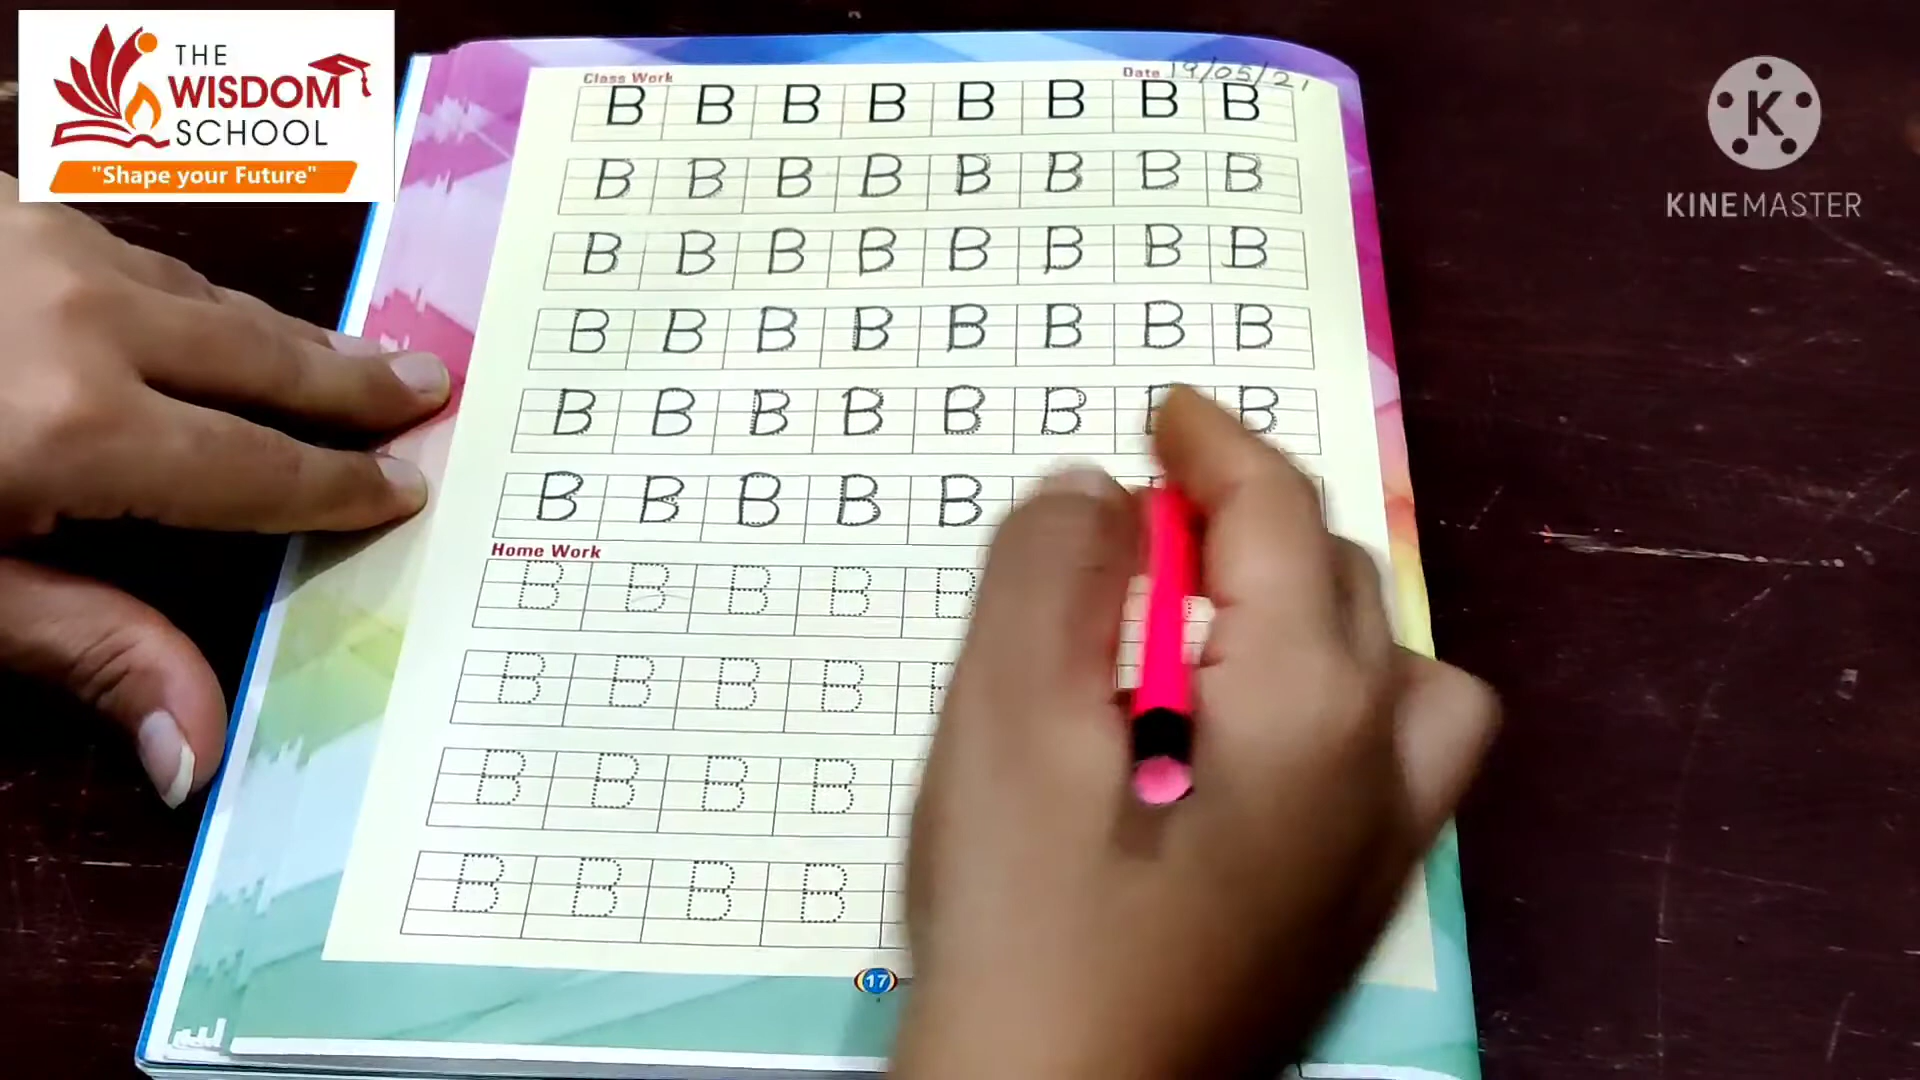 THE
WISDOM
SCHOOL
"Shape your Future"
K
KINEMASTER
Class Work Date 19/05/21
B B B B B B B B
B B B B B B B B
B B B B B B B B
B B B B B B B B
B B B B B B B B
B B B B B
Home Work
B B B B B
B B B B
B B B B
B B B B
17